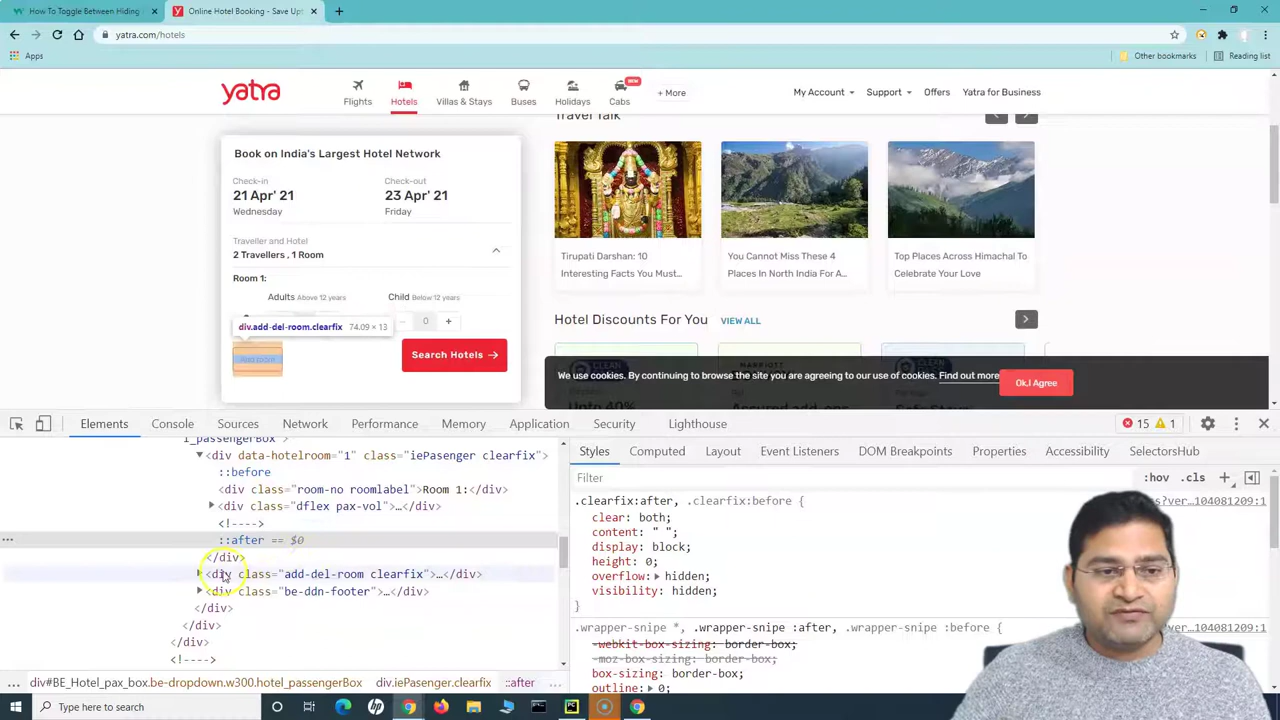 How To Toggle Between Hiding
Online Hotel Booking - Save Up
yatra.com/hotels
Apps
Other bookmarks
Reading list
yatra
Flights
Hotels
Villas & Stays
Buses
Holidays
NEW
Cabs
+ More
My Account
Support
Offers
Yatra for Business
Travel Talk
Book on India's Largest Hotel Network
Check-in
21 Apr' 21
Wednesday
Check-out
23 Apr' 21
Friday
Traveller and Hotel
2 Travellers , 1 Room
Room 1:
Adults Above 12 years
Child Below 12 years
0
div.add-del-room.clearfix 74.09 × 13
Search Hotels
Tirupati Darshan: 10
Interesting Facts You Must...
You Cannot Miss These 4
Places In North India For A...
Top Places Across Himachal To
Celebrate Your Love
Hotel Discounts For You
VIEW ALL
CLEAN
CLEAN
We use cookies. By continuing to browse the site you are agreeing to our use of cookies. Find out more
Ok,I Agree
Elements
Console
Sources
Network
Performance
Memory
Application
Security
Lighthouse
15
1
i_passengerBox >
<div data-hotelroom="1" class="iePasenger clearfix">
::before
<div class="room-no roomlabel">Room 1:</div>
<div class="dflex pax-vol">…</div>
<!---->
::after == $0
</div>
<div class="add-del-room clearfix">…</div>
<div class="be-ddn-footer">…</div>
</div>
</div>
</div>
<!---->
div#BE_Hotel_pax_box.be-dropdown.w300.hotel_passengerBox
div.iePasenger.clearfix
::after
Styles
Computed
Layout
Event Listeners
DOM Breakpoints
Properties
Accessibility
SelectorsHub
Filter
:hov
.cls
.clearfix:after, .clearfix:before {
clear: both;
content: " ";
display: block;
height: 0;
overflow: hidden;
visibility: hidden;
}
.wrapper-snipe *, .wrapper-snipe :after, .wrapper-snipe :before {
-webkit-box-sizing: border-box;
-moz-box-sizing: border-box;
box-sizing: border-box;
outline: 0;
s?ver…104081209:1
…104081209:1
Type here to search